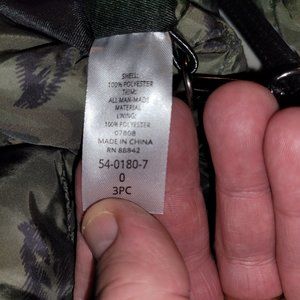 SHELL:
100% POLYESTER
TRIM:
ALL MAN-MADE
MATERIAL
LINING:
100% POLYESTER
07808
MADE IN CHINA
RN 88842
54-0180-7
0
3PC